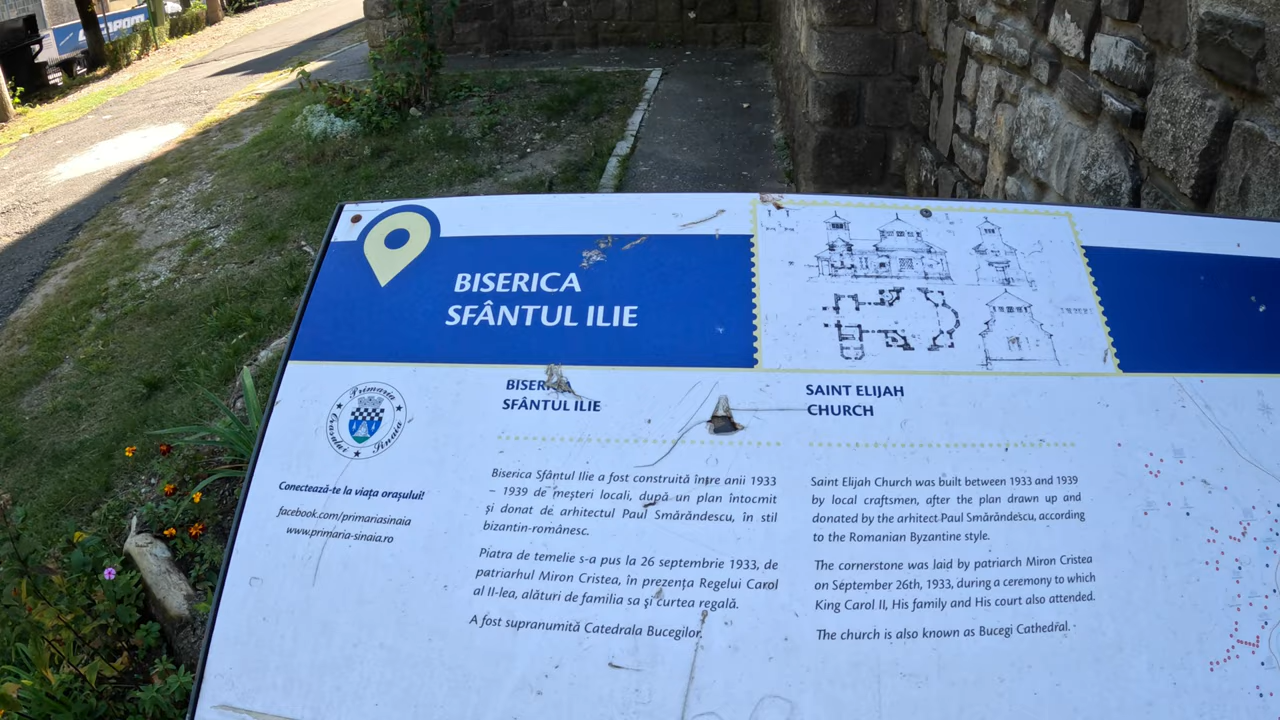 BISERICA
SFÂNTUL ILIE
Primaria
Orasului Sinaia
Conectează-te la viața orașului!
facebook.com/primariasinaia
www.primaria-sinaia.ro
SFÂNTUL ILIE
Biserica Sfântul Ilie a fost construită între anii 1933
– 1939 de meșteri locali, după un plan întocmit
și donat de arhitectul Paul Smărăndescu, în stil
bizantin-românesc.
Piatra de temelie s-a pus la 26 septembrie 1933, de
patriarhul Miron Cristea, în prezența Regelui Carol
al II-lea, alături de familia sa și curtea regală.
A fost supranumită Catedrala Bucegilor.
SAINT ELIJAH
CHURCH
Saint Elijah Church was built between 1933 and 1939
by local craftsmen, after the plan drawn up and
donated by the arhitect Paul Smărăndescu, according
to the Romanian Byzantine style.
The cornerstone was laid by patriarch Miron Cristea
on September 26th, 1933, during a ceremony to which
King Carol II, His family and His court also attended.
The church is also known as Bucegi Cathedral.